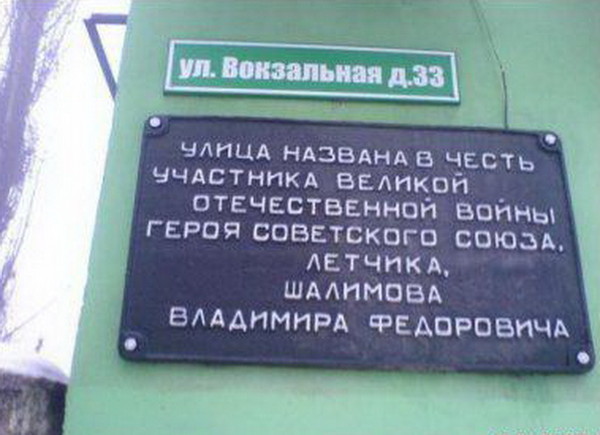 ул. Вокзальная д.33
УЛИЦА НАЗВАНА В ЧЕСТЬ
УЧАСТНИКА ВЕЛИКОЙ
ОТЕЧЕСТВЕННОЙ ВОЙНЫ
ГЕРОЯ СОВЕТСКОГО СОЮЗА,
ЛЕТЧИКА,
ШАЛИМОВА
ВЛАДИМИРА ФЕДОРОВИЧА